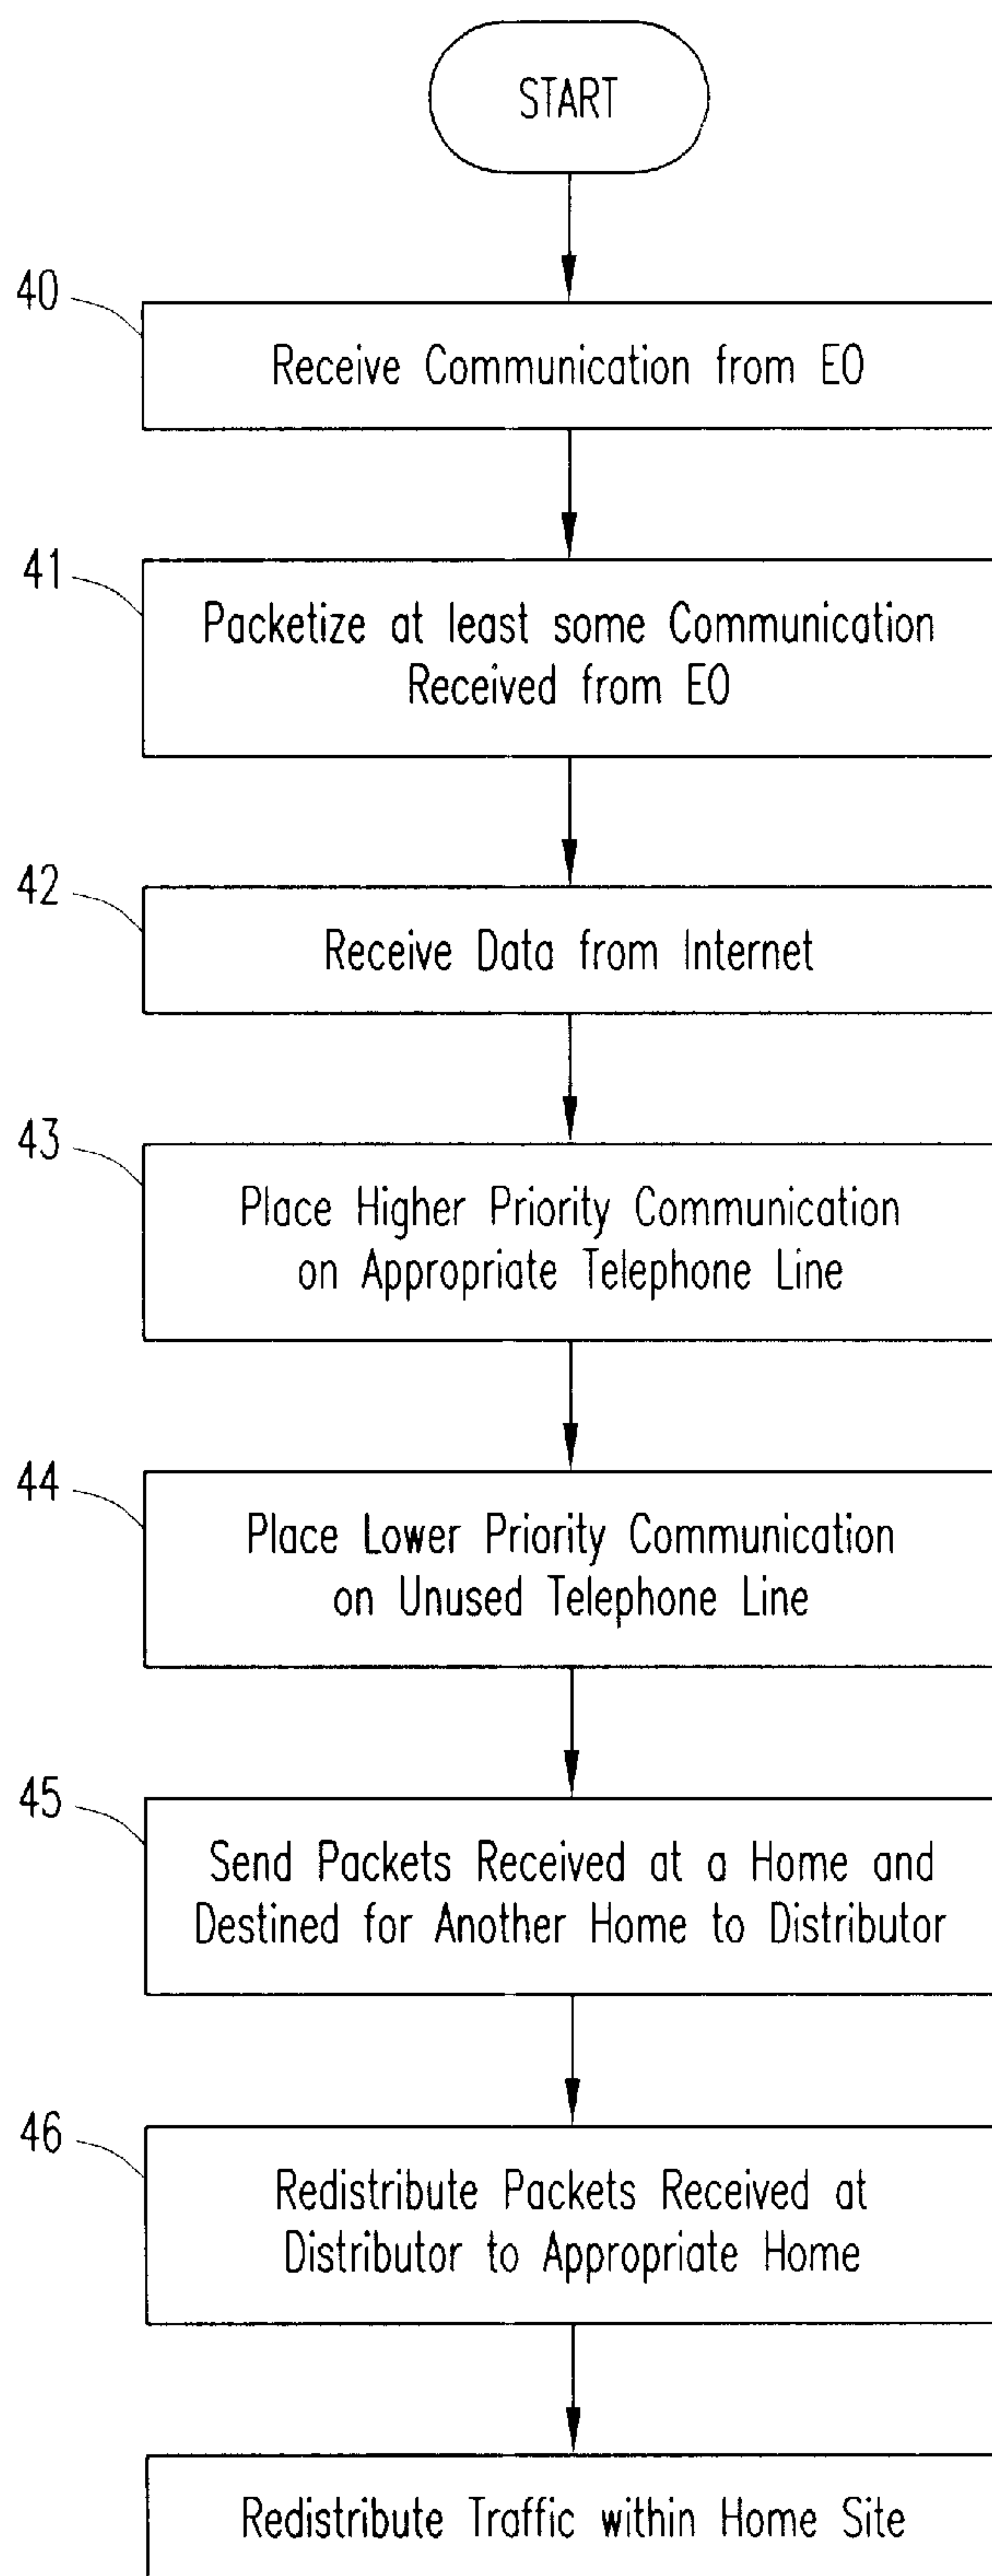 START
40
Receive Communication from EO
41
Packetize at least some Communication
Received from EO
42
Receive Data from Internet
43
Place Higher Priority Communication
on Appropriate Telephone Line
44
Place Lower Priority Communication
on Unused Telephone Line
45
Send Packets Received at a Home and
Destined for Another Home to Distributor
46
Redistribute Packets Received at
Distributor to Appropriate Home
Redistribute Traffic within Home Site